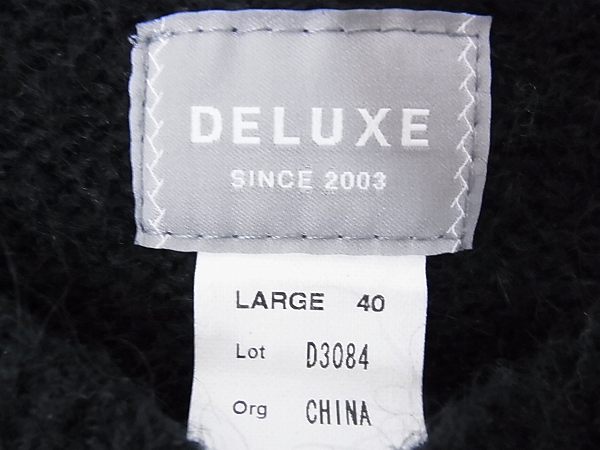 DELUXE
SINCE 2003
LARGE 40
Lot D3084
Org CHINA